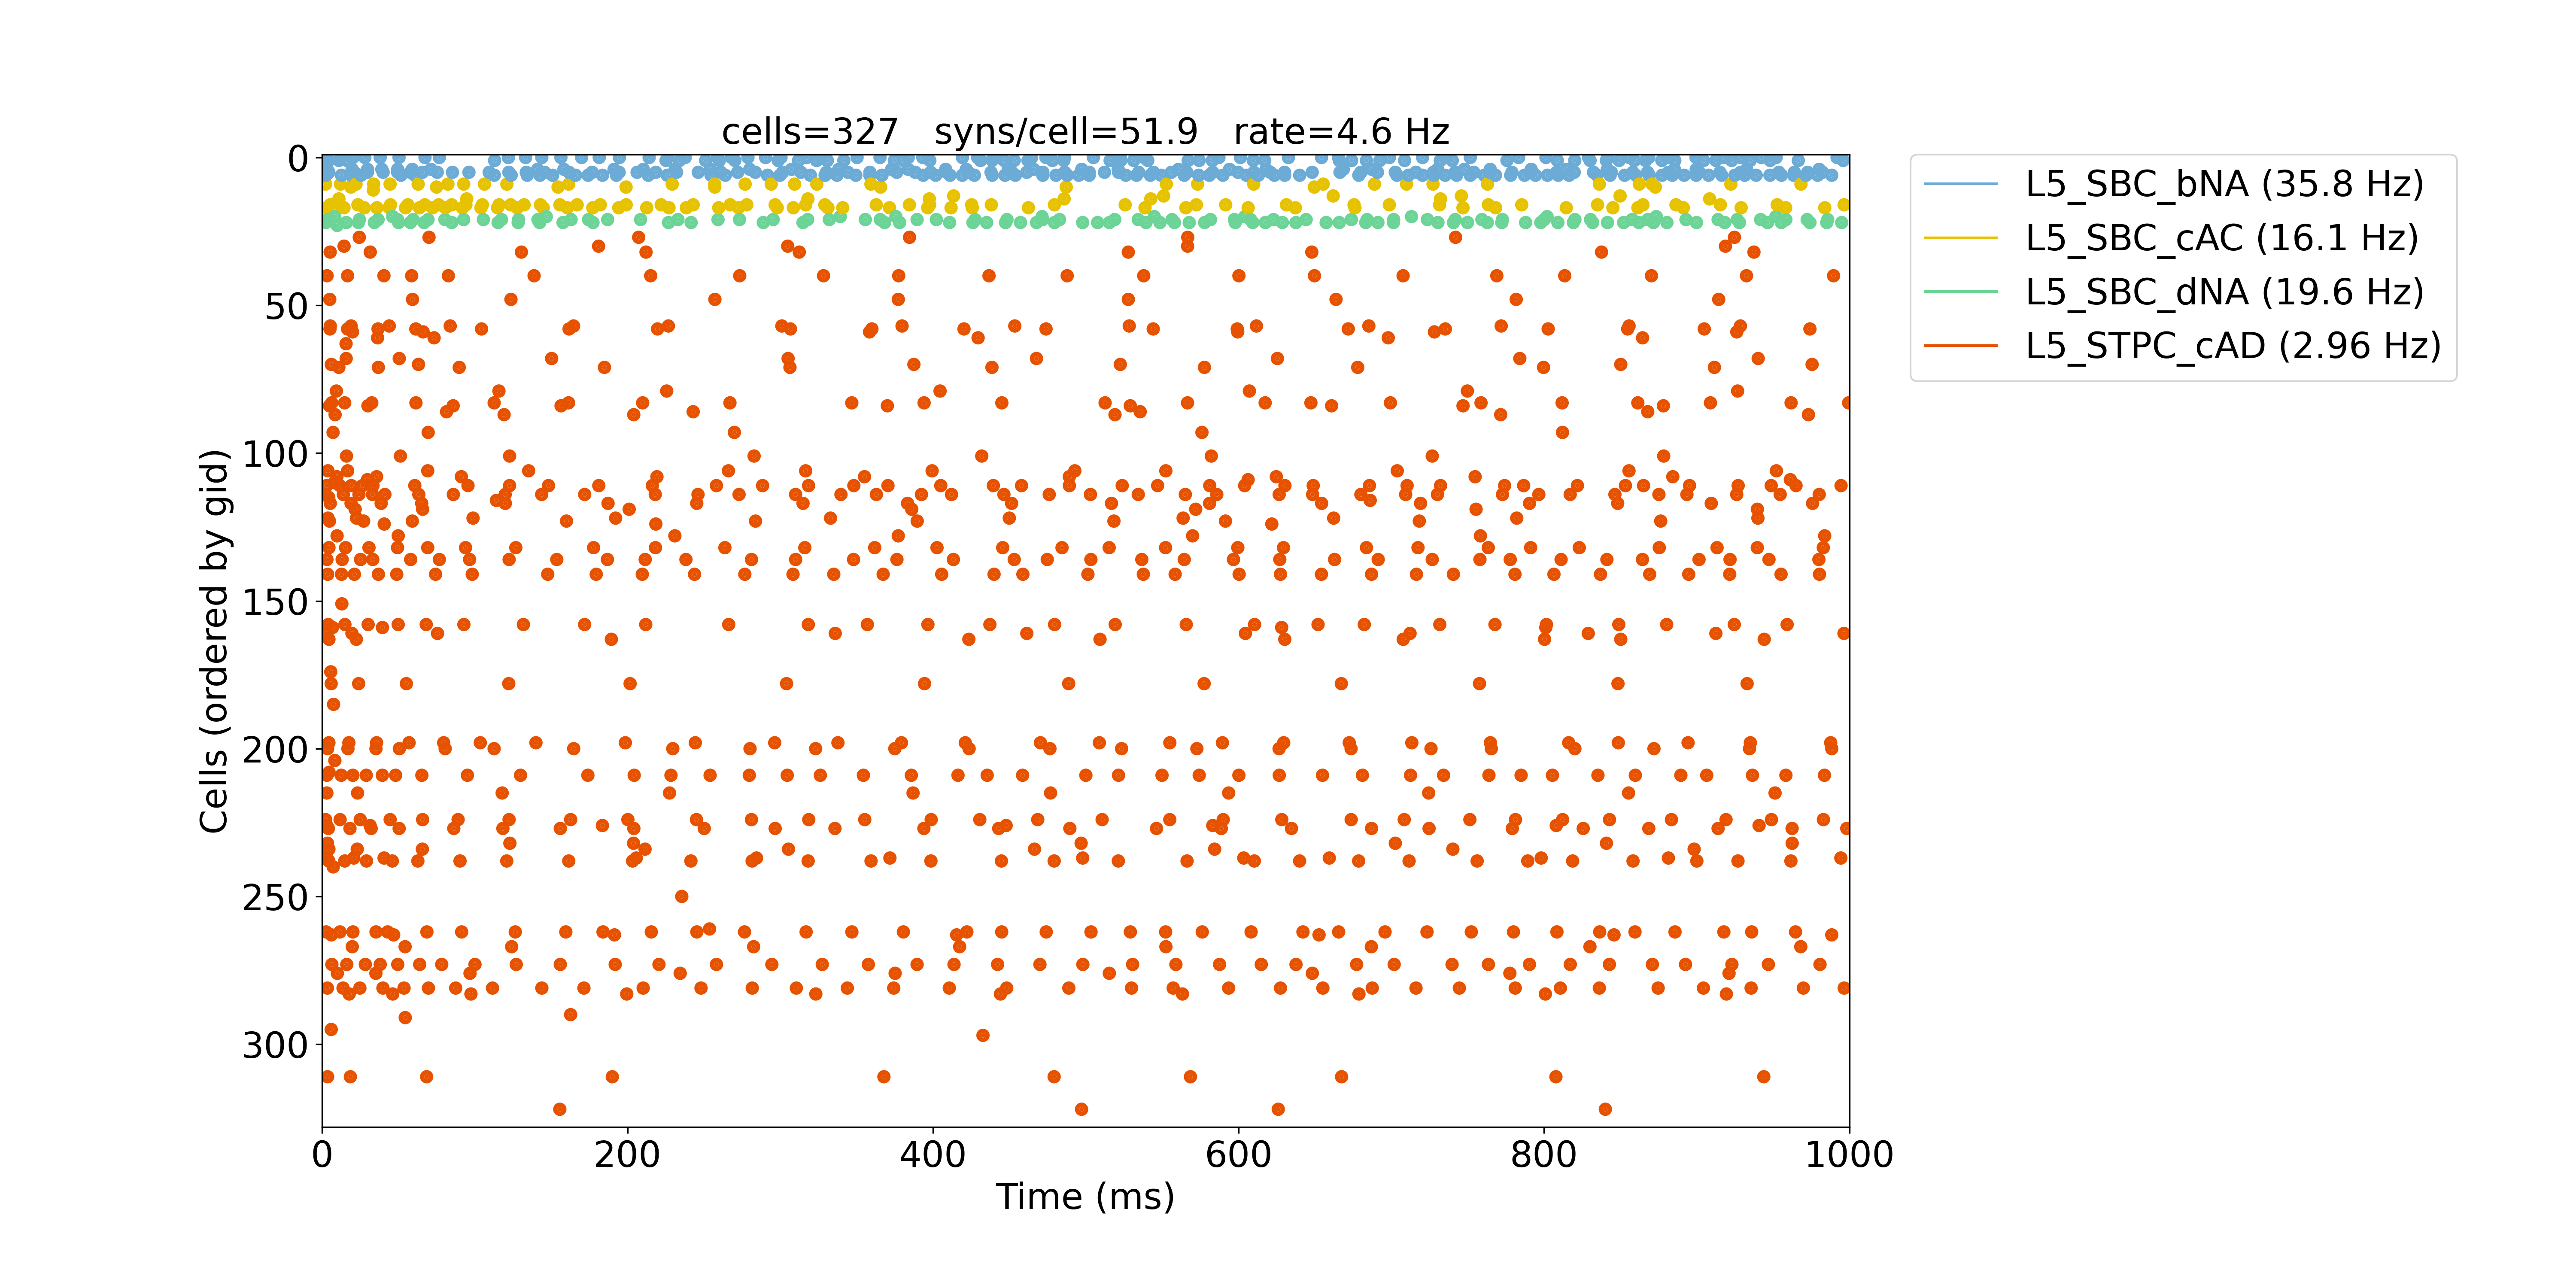 cells=327   syns/cell=51.9   rate=4.6 Hz
L5_SBC_bNA (35.8 Hz)
L5_SBC_cAC (16.1 Hz)
L5_SBC_dNA (19.6 Hz)
L5_STPC_cAD (2.96 Hz)
Cells (ordered by gid)
0
50
100
150
200
250
300
0
200
400
600
800
1000
Time (ms)